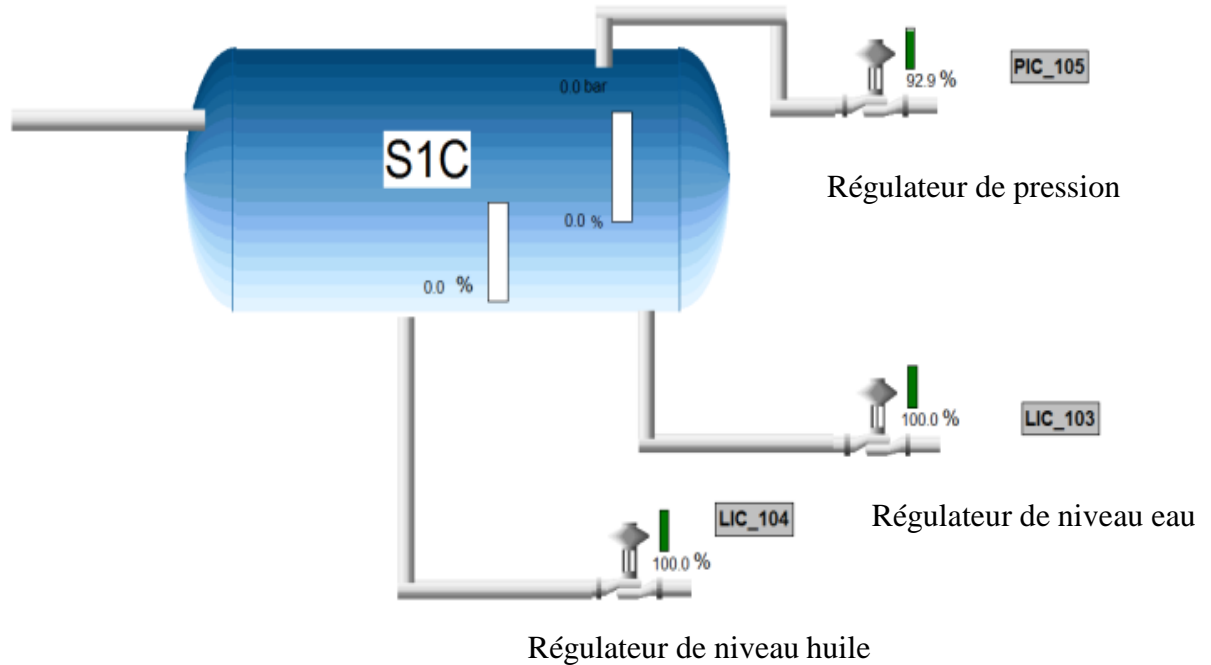 0.0 bar
92.9 %
PIC_105
S1C
Régulateur de pression
0.0 %
0.0 %
100.0 %
LIC_103
LIC_104
Régulateur de niveau eau
100.0 %
Régulateur de niveau huile